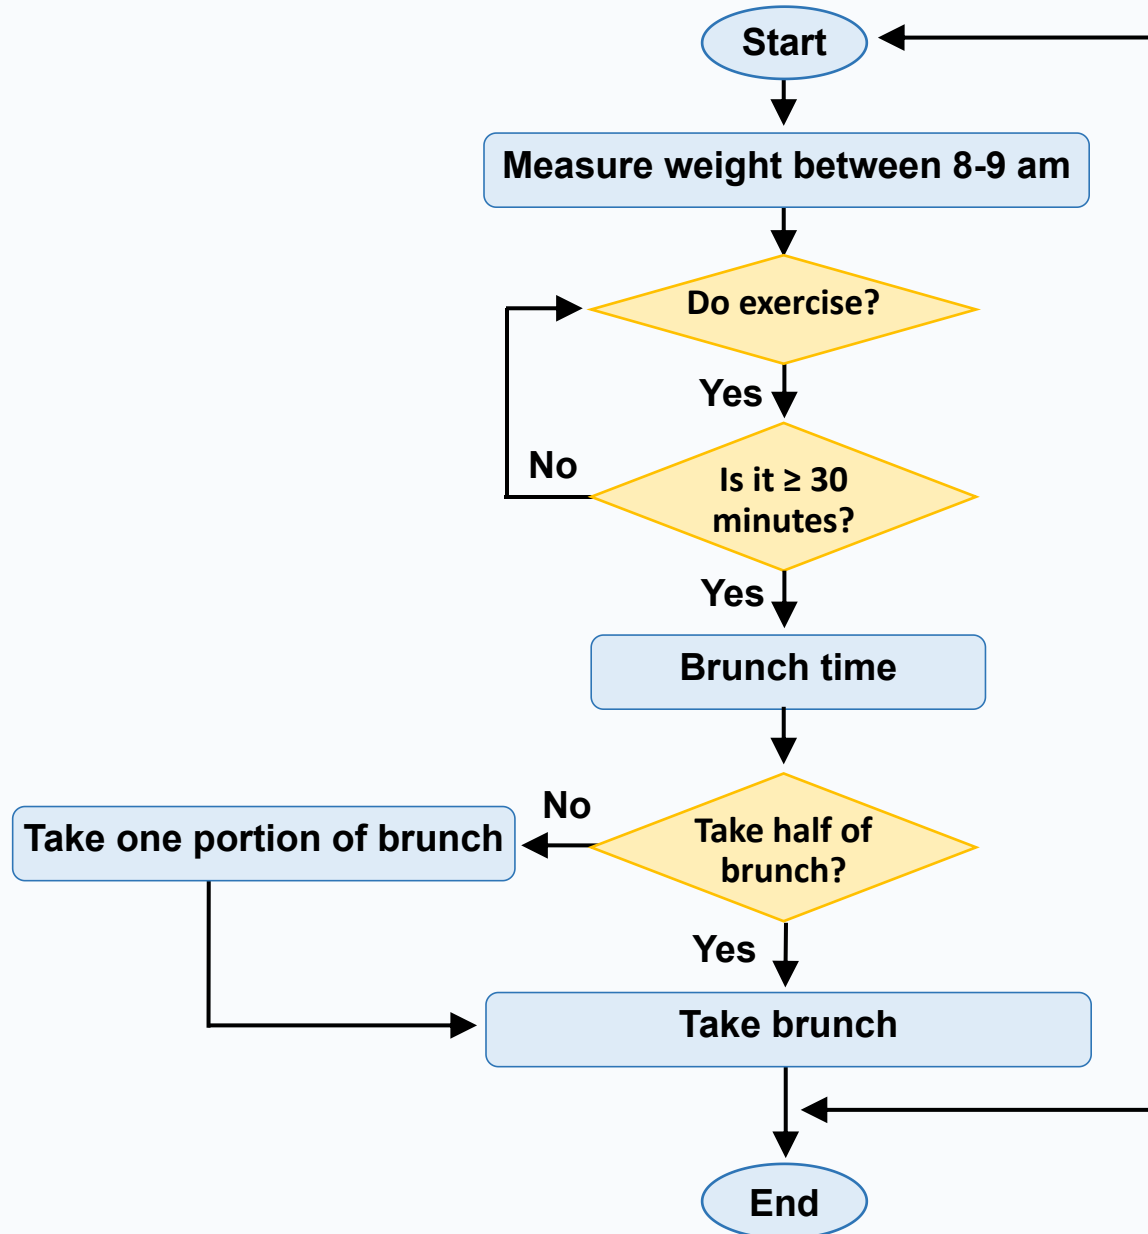 Start
Measure weight between 8-9 am
Do exercise?
Yes
No
Is it ≥ 30
minutes?
Yes
Brunch time
No
Take one portion of brunch
Take half of
brunch?
Yes
Take brunch
End